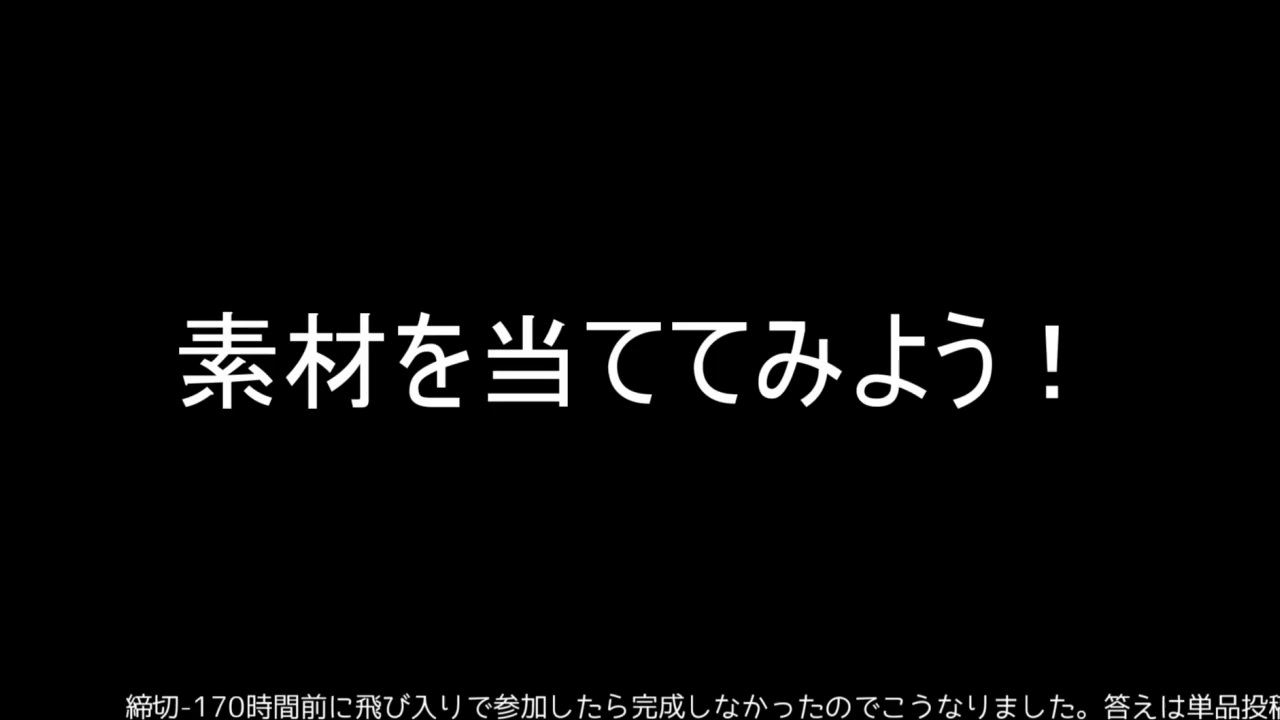 素材を当ててみよう！
締切-170時間前に飛び入りで参加したら完成しなかったのでこうなりました。答えは単品投稿